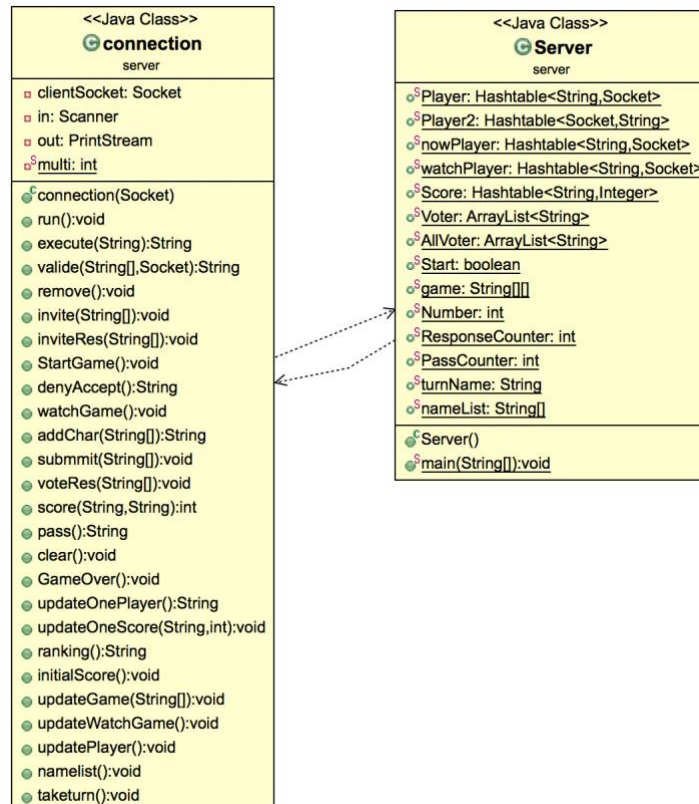 <<Java Class>>
connection
server
clientSocket: Socket
in: Scanner
out: PrintStream
multi: int
connection(Socket)
run():void
execute(String):String
valide(String[],Socket):String
remove():void
invite(String[]):void
inviteRes(String[]):void
StartGame():void
denyAccept():String
watchGame():void
addChar(String[]):String
submmit(String[]):void
voteRes(String[]):void
score(String,String):int
pass():String
clear():void
GameOver():void
updateOnePlayer():String
updateOneScore(String,int):void
ranking():String
initialScore():void
updateGame(String[]):void
updateWatchGame():void
updatePlayer():void
namelist():void
taketurn():void
<<Java Class>>
Server
server
Player: Hashtable<String,Socket>
Player2: Hashtable<Socket,String>
nowPlayer: Hashtable<String,Socket>
watchPlayer: Hashtable<String,Socket>
Score: Hashtable<String,Integer>
Voter: ArrayList<String>
AllVoter: ArrayList<String>
Start: boolean
game: String[][]
Number: int
ResponseCounter: int
PassCounter: int
turnName: String
nameList: String[]
Server()
main(String[]):void